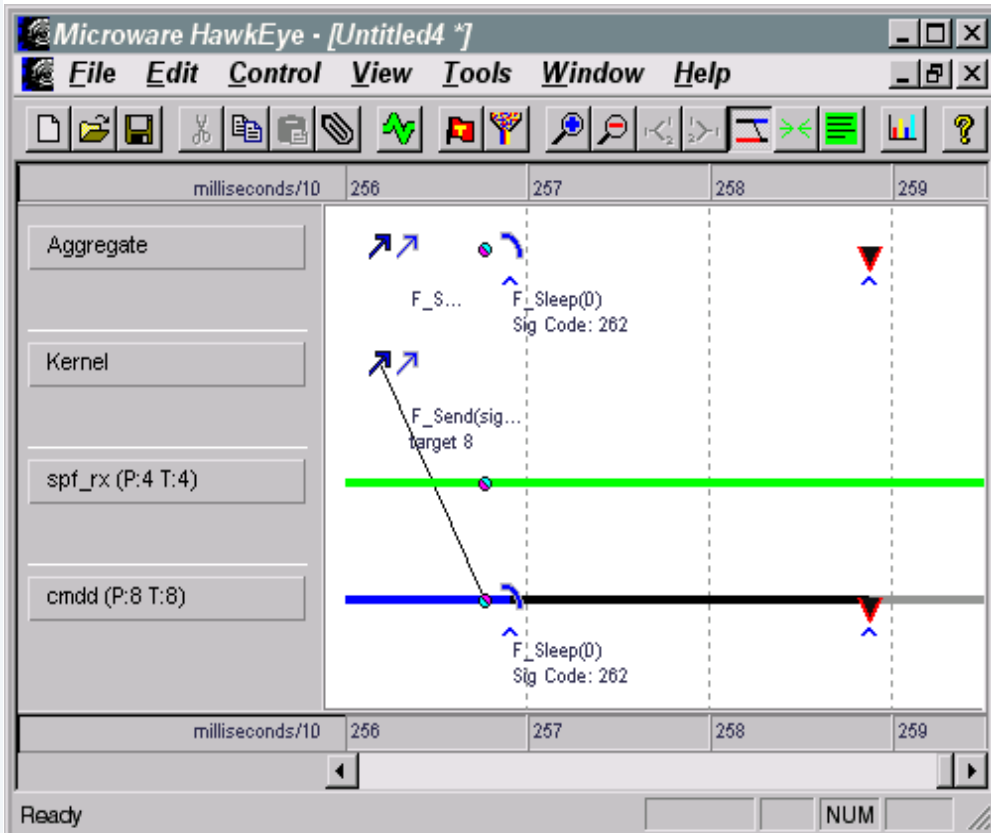 Microware HawkEye - [Untitled4 *]
File Edit Control View Tools Window Help
milliseconds/10 256 257 258 259
Aggregate
F_S... F_Sleep(0)
Sig Code: 262
Kernel
F_Send(sig...
target 8
spf_rx (P:4 T:4)
cmdd (P:8 T:8)
F_Sleep(0)
Sig Code: 262
milliseconds/10 256 257 258 259
Ready NUM